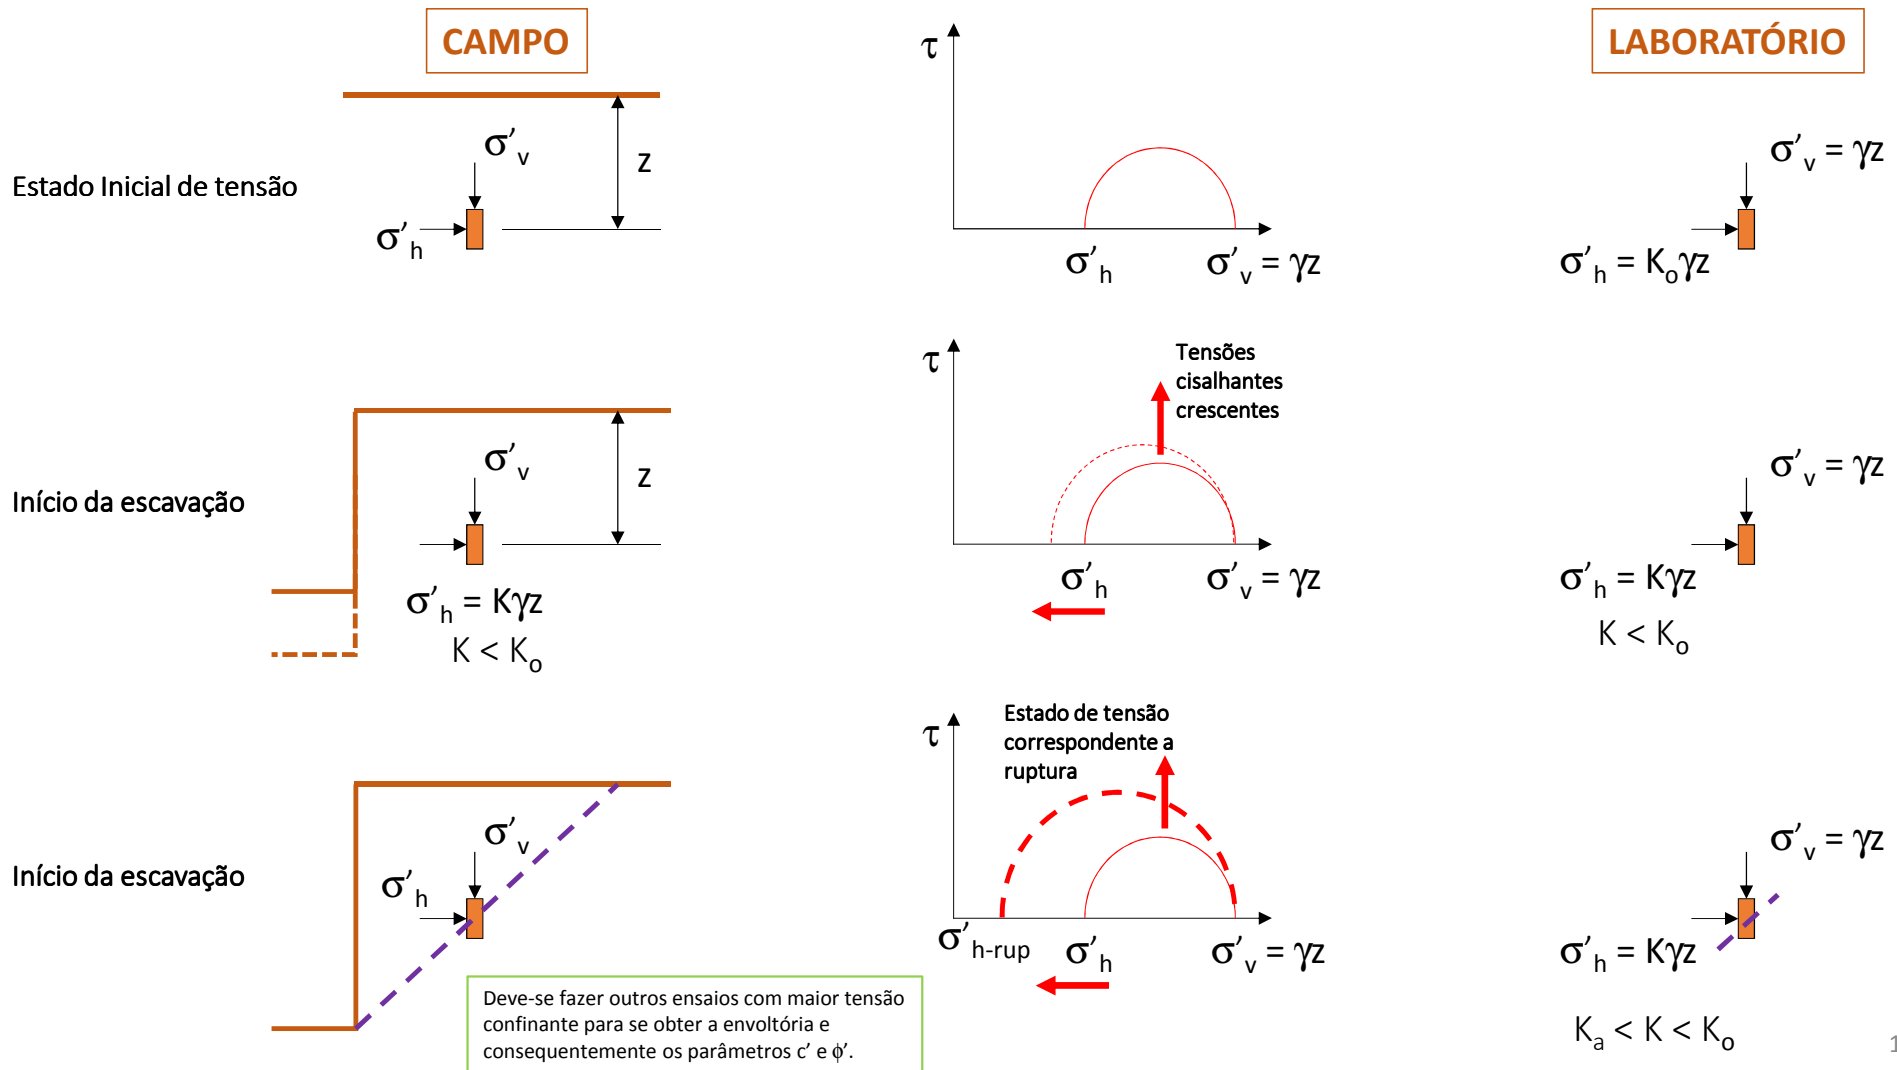 CAMPO
LABORATÓRIO
Estado Inicial de tensão
σ'v
z
σ'h
τ
σ'h
σ'v = γz
σ'v = γz
σ'h = Koγz
Início da escavação
σ'v
z
σ'h = Kγz
K < Ko
τ
Tensões
cisalhantes
crescentes
σ'h
σ'v = γz
σ'v = γz
σ'h = Kγz
K < Ko
Início da escavação
σ'v
σ'h
Deve-se fazer outros ensaios com maior tensão
confinante para se obter a envoltória e
consequentemente os parâmetros c' e ϕ'.
τ
Estado de tensão
correspondente a
ruptura
σ'h-rup
σ'h
σ'v = γz
σ'v = γz
σ'h = Kγz
Ka < K < Ko